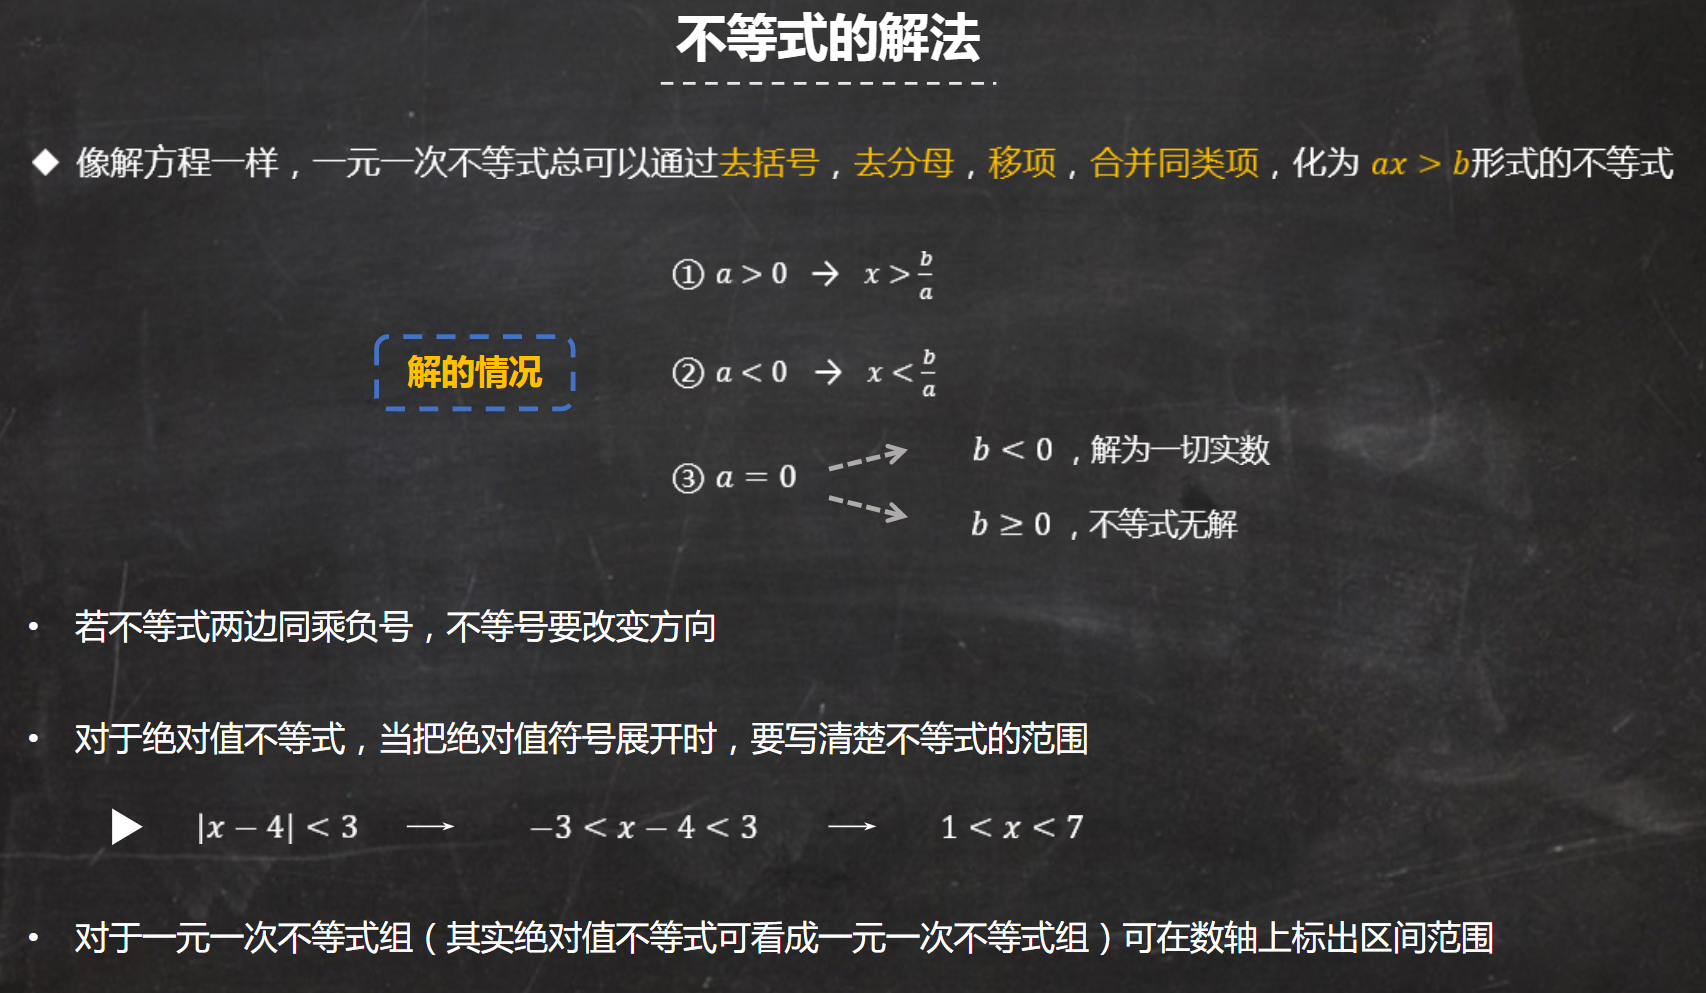 不等式的解法
◆ 像解方程一样，一元一次不等式总可以通过去括号，去分母，移项，合并同类项，化为 ax > b形式的不等式
① a > 0 → x > b/a
解的情况
② a < 0 → x < b/a
③ a = 0
b < 0 ，解为一切实数
b ≥ 0 ，不等式无解
• 若不等式两边同乘负号，不等号要改变方向
• 对于绝对值不等式，当把绝对值符号展开时，要写清楚不等式的范围
▶ |x − 4| < 3 → −3 < x − 4 < 3 → 1 < x < 7
• 对于一元一次不等式组（其实绝对值不等式可看成一元一次不等式组）可在数轴上标出区间范围